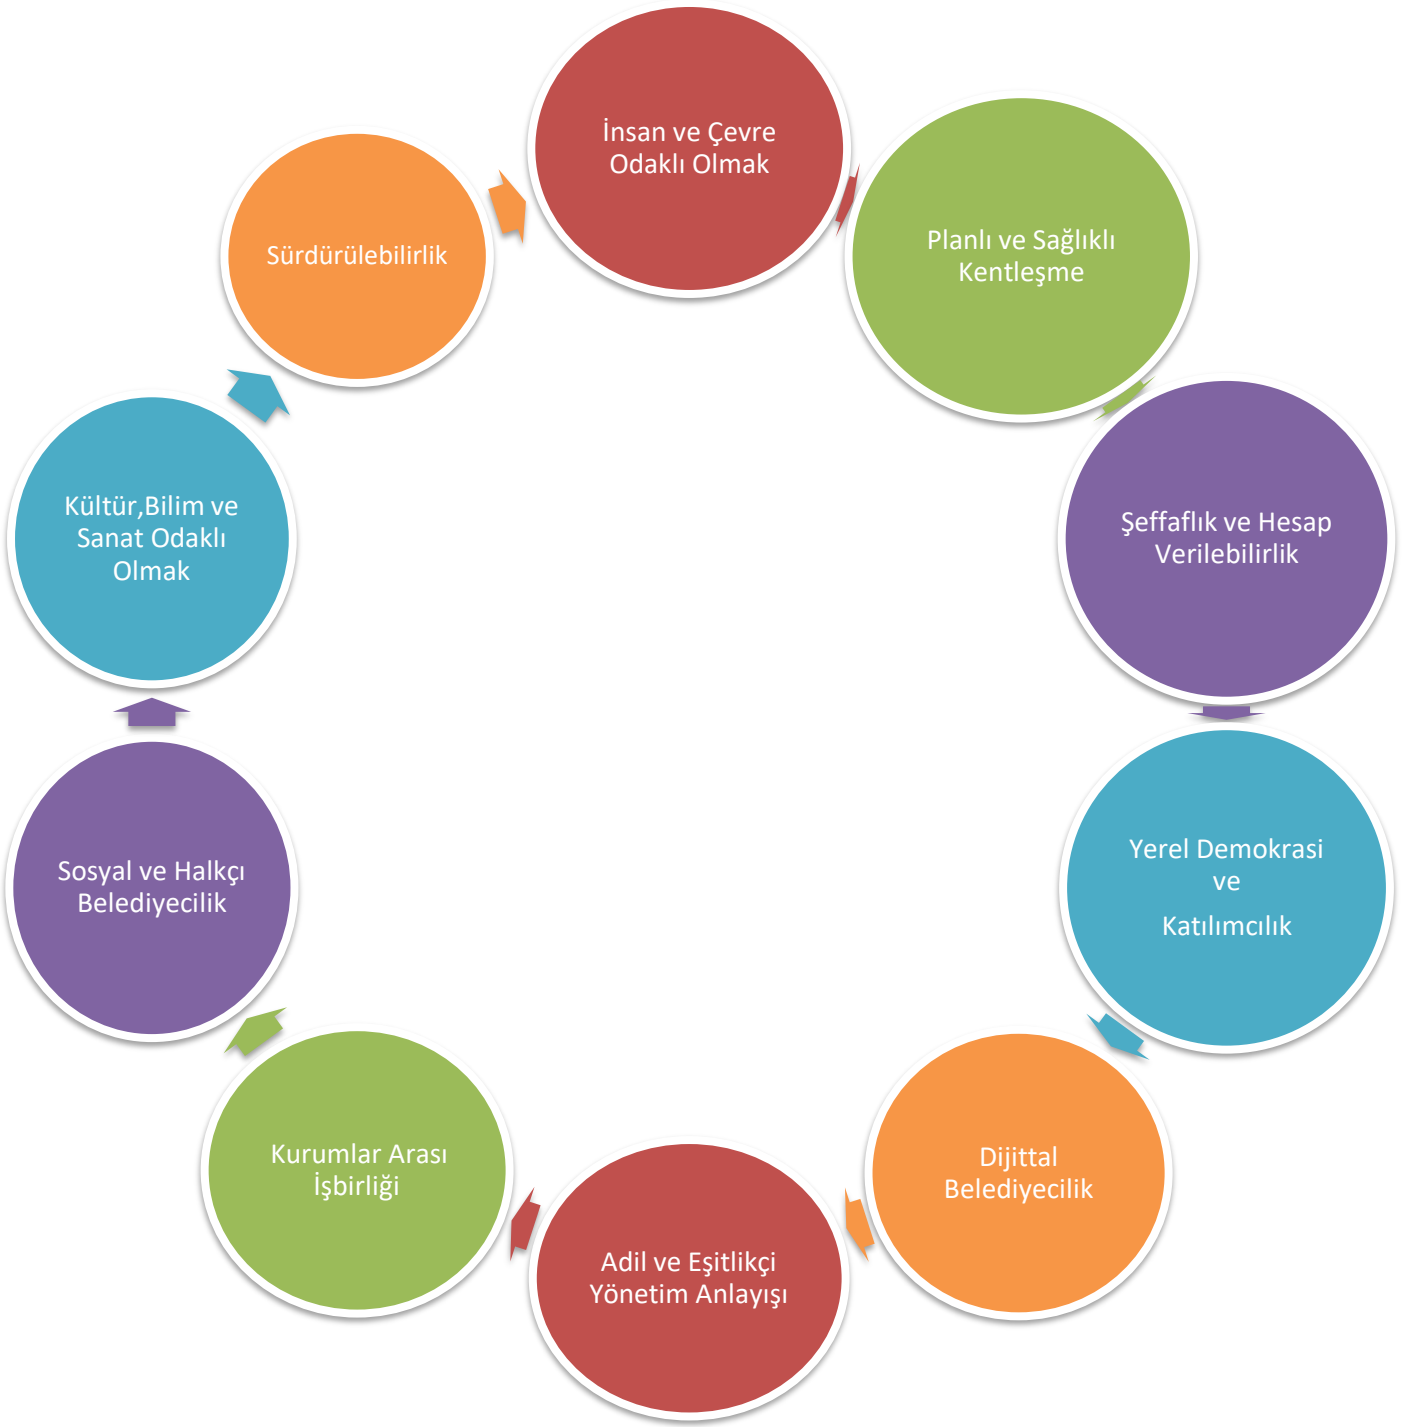 İnsan ve Çevre
Odaklı Olmak
Planlı ve Sağlıklı
Kentleşme
Şeffaflık ve Hesap
Verilebilirlik
Yerel Demokrasi
ve
Katılımcılık
Dijittal
Belediyecilik
Adil ve Eşitlikçi
Yönetim Anlayışı
Kurumlar Arası
İşbirliği
Sosyal ve Halkçı
Belediyecilik
Kültür,Bilim ve
Sanat Odaklı
Olmak
Sürdürülebilirlik